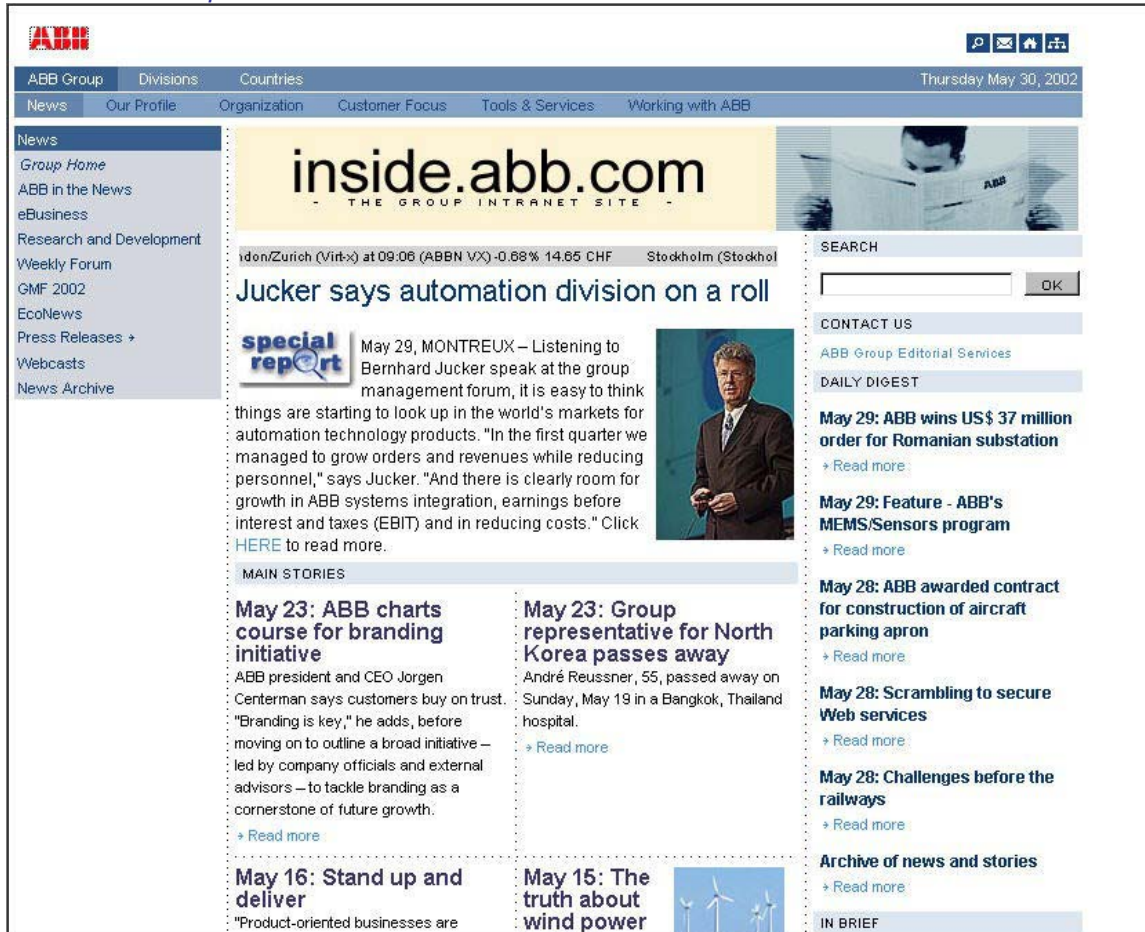 ABB
ABB Group Divisions Countries Thursday May 30, 2002
News Our Profile Organization Customer Focus Tools & Services Working with ABB
News
Group Home
ABB in the News
eBusiness
Research and Development
Weekly Forum
GMF 2002
EcoNews
Press Releases
Webcasts
News Archive
inside.abb.com
- THE GROUP INTRANET SITE -
ABB
ndon/Zurich (Virt-x) at 09:06 (ABBN VX) -0.68% 14.65 CHF Stockholm (Stockhol
Jucker says automation division on a roll
special
report
May 29, MONTREUX – Listening to
Bernhard Jucker speak at the group
management forum, it is easy to think
things are starting to look up in the world's markets for
automation technology products. "In the first quarter we
managed to grow orders and revenues while reducing
personnel," says Jucker. "And there is clearly room for
growth in ABB systems integration, earnings before
interest and taxes (EBIT) and in reducing costs." Click
HERE to read more.
MAIN STORIES
May 23: ABB charts
course for branding
initiative
ABB president and CEO Jorgen
Centerman says customers buy on trust.
"Branding is key," he adds, before
moving on to outline a broad initiative –
led by company officials and external
advisors – to tackle branding as a
cornerstone of future growth.
Read more
May 23: Group
representative for North
Korea passes away
André Reussner, 55, passed away on
Sunday, May 19 in a Bangkok, Thailand
hospital.
Read more
May 16: Stand up and
deliver
"Product-oriented businesses are
May 15: The
truth about
wind power
SEARCH
OK
CONTACT US
ABB Group Editorial Services
DAILY DIGEST
May 29: ABB wins US$ 37 million
order for Romanian substation
Read more
May 29: Feature - ABB's
MEMS/Sensors program
Read more
May 28: ABB awarded contract
for construction of aircraft
parking apron
Read more
May 28: Scrambling to secure
Web services
Read more
May 28: Challenges before the
railways
Read more
Archive of news and stories
Read more
IN BRIEF